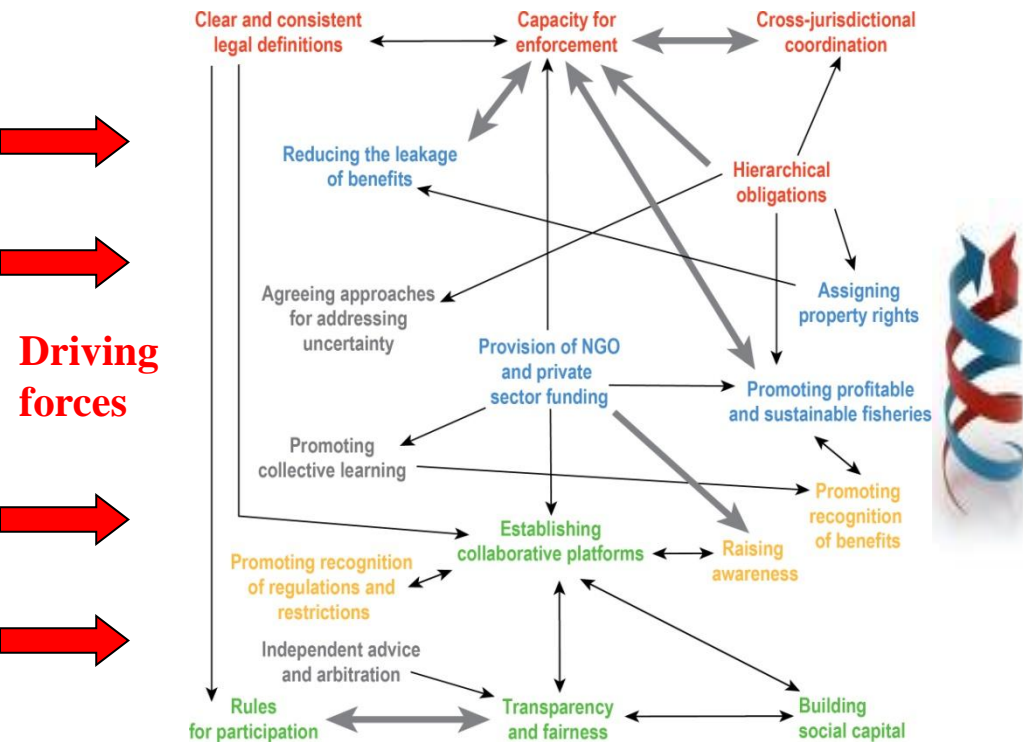 Clear and consistent
legal definitions
Capacity for
enforcement
Cross-jurisdictional
coordination
Reducing the leakage
of benefits
Hierarchical
obligations
Agreeing approaches
for addressing
uncertainty
Assigning
property rights
Driving
forces
Provision of NGO
and private
sector funding
Promoting profitable
and sustainable fisheries
Promoting
collective learning
Promoting
recognition
of benefits
Establishing
collaborative platforms
Raising
awareness
Promoting recognition
of regulations and
restrictions
Independent advice
and arbitration
Rules
for participation
Transparency
and fairness
Building
social capital